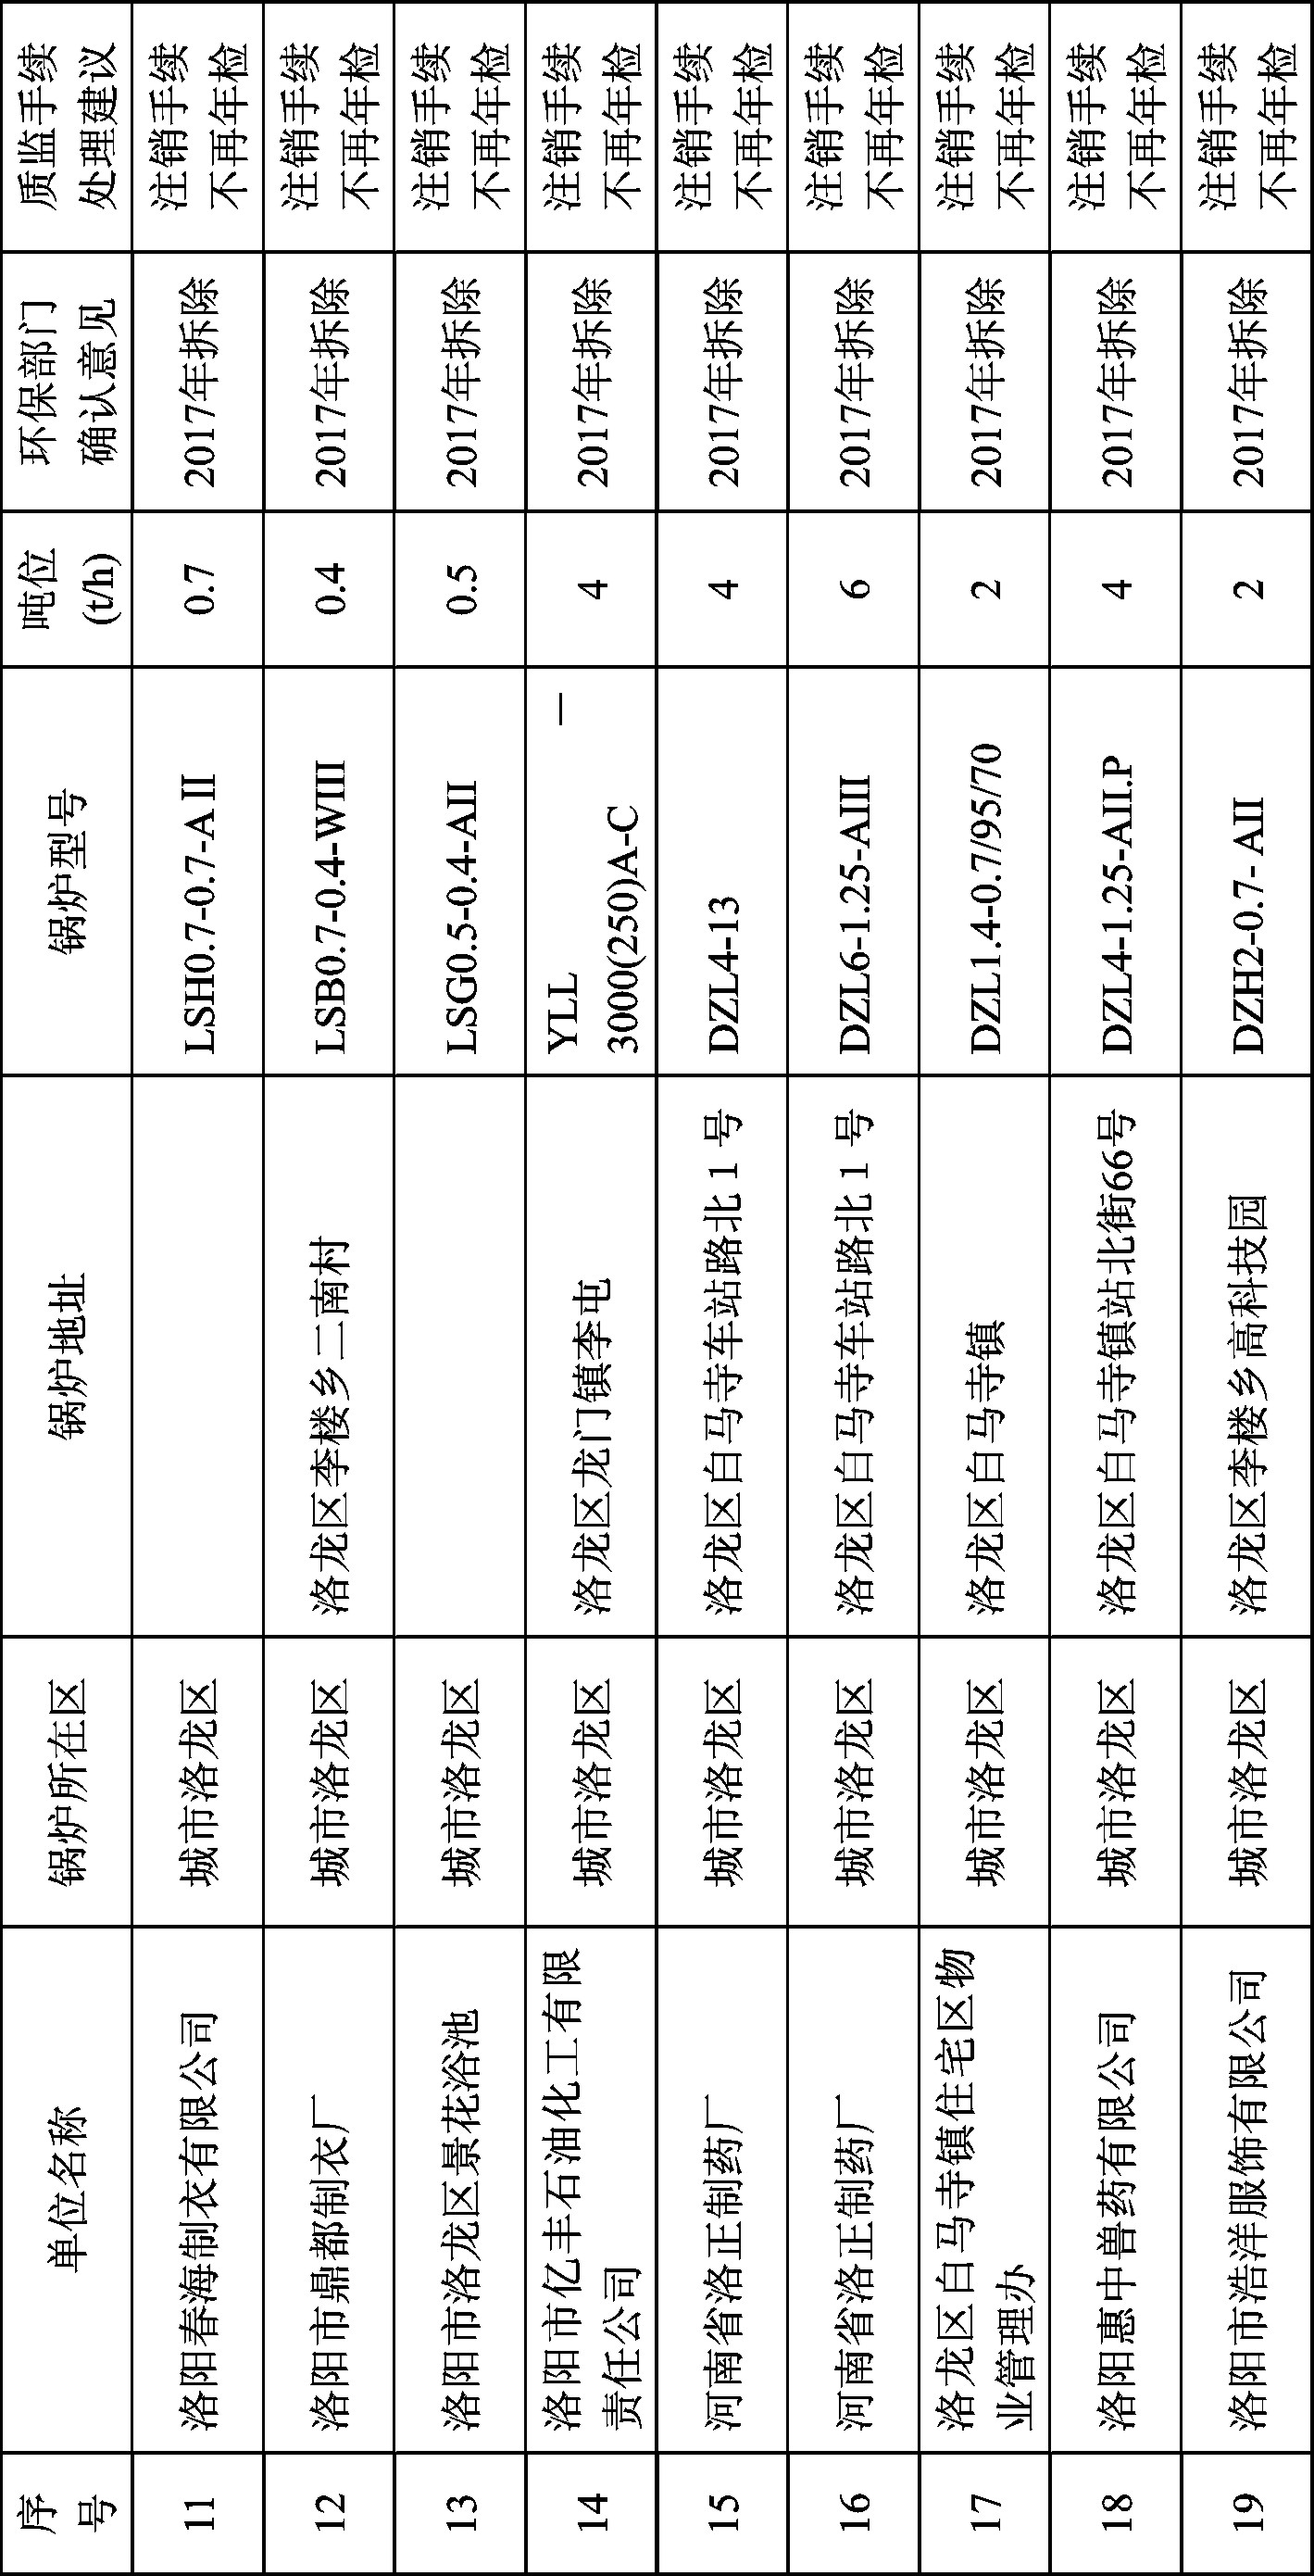 序号 单位名称 锅炉所在区 锅炉地址 锅炉型号 吨位(t/h) 环保部门确认意见 质监手续处理建议
11 洛阳春海制衣有限公司 城市洛龙区 LSH0.7-0.7-A II 0.7 2017年拆除 注销手续不再年检
12 洛阳市鼎都制衣厂 城市洛龙区 洛龙区李楼乡二南村 LSB0.7-0.4-WIII 0.4 2017年拆除 注销手续不再年检
13 洛阳市洛龙区景花浴池 城市洛龙区 LSG0.5-0.4-AII 0.5 2017年拆除 注销手续不再年检
14 洛阳市亿丰石油化工有限责任公司 城市洛龙区 洛龙区龙门镇李屯 YLL — 3000(250)A-C 4 2017年拆除 注销手续不再年检
15 河南省洛正制药厂 城市洛龙区 洛龙区白马寺车站路北 1 号 DZL4-13 4 2017年拆除 注销手续不再年检
16 河南省洛正制药厂 城市洛龙区 洛龙区白马寺车站路北 1 号 DZL6-1.25-AIII 6 2017年拆除 注销手续不再年检
17 洛龙区白马寺镇住宅区物业管理办 城市洛龙区 洛龙区白马寺镇 DZL1.4-0.7/95/70 2 2017年拆除 注销手续不再年检
18 洛阳惠中兽药有限公司 城市洛龙区 洛龙区白马寺镇站北街66号 DZL4-1.25-AII.P 4 2017年拆除 注销手续不再年检
19 洛阳市浩洋服饰有限公司 城市洛龙区 洛龙区李楼乡高科技园 DZH2-0.7- AII 2 2017年拆除 注销手续不再年检